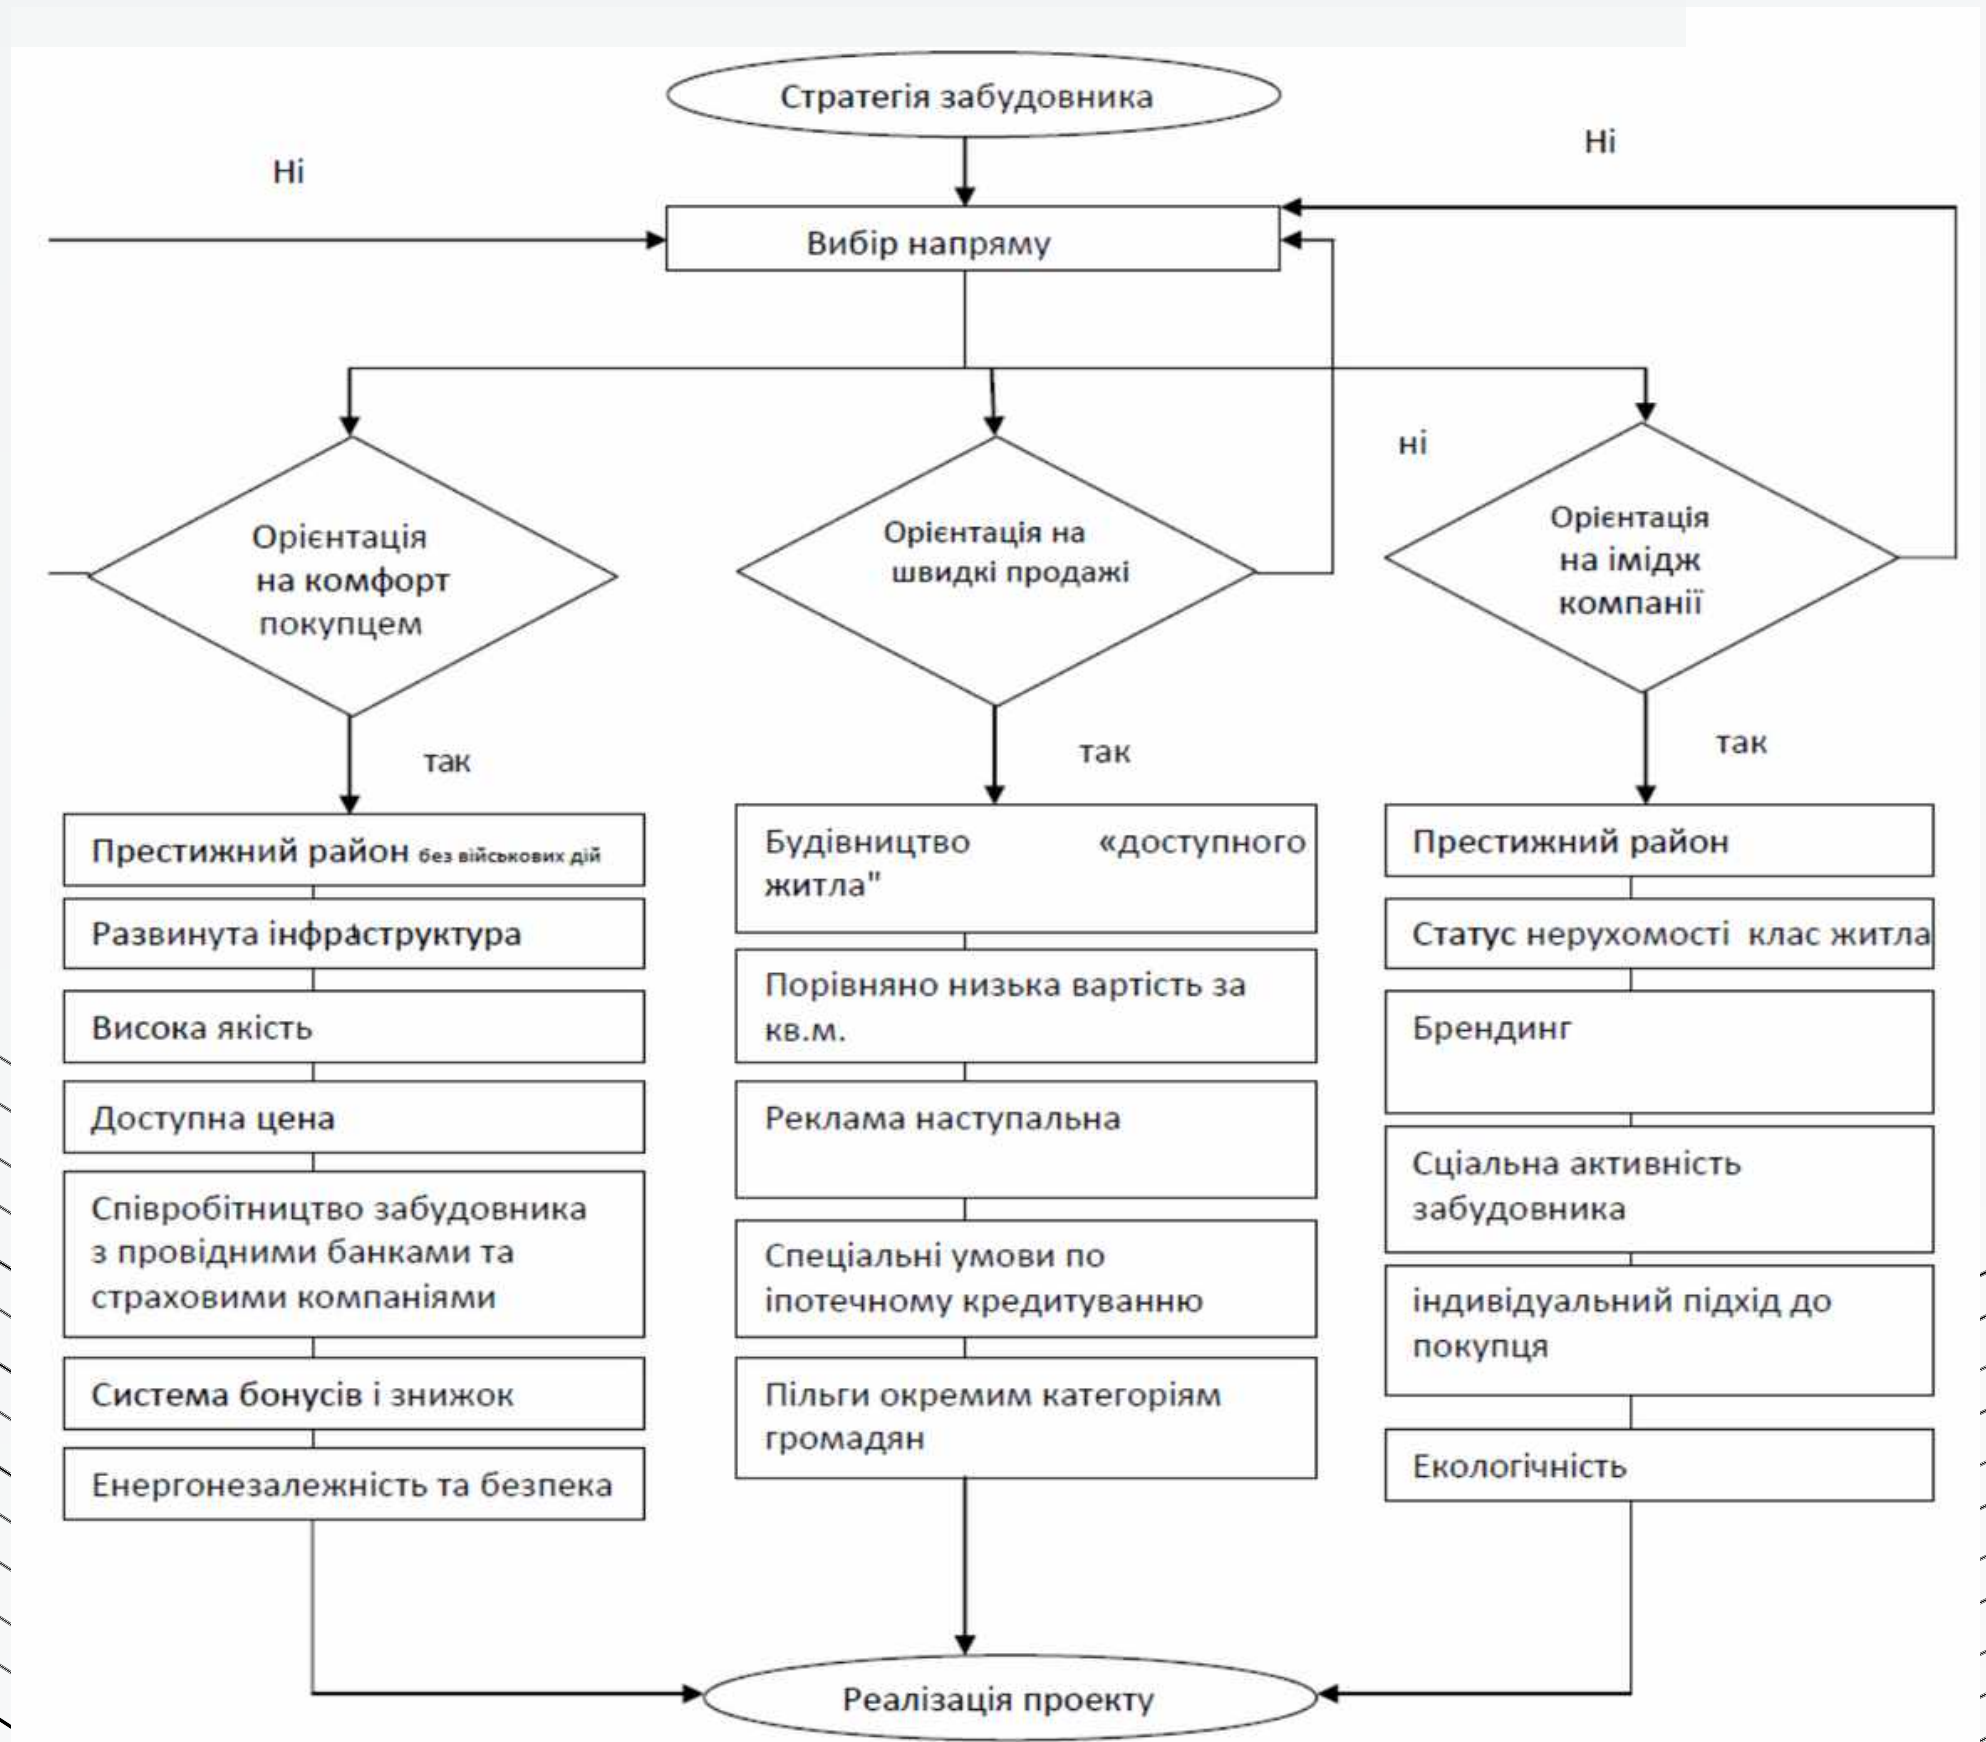 Стратегія забудовника
Ні
Ні
Вибір напряму
ні
Орієнтація
на комфорт
покупцем
Орієнтація на
швидкі продажі
Орієнтація
на імідж
компанії
так
так
так
Престижний район без військових дій
Развинута інфраструктура
Висока якість
Доступна цена
Співробітництво забудовника
з провідними банками та
страховими компаніями
Система бонусів і знижок
Енергонезалежність та безпека
Будівництво «доступного
житла"
Порівняно низька вартість за
кв.м.
Реклама наступальна
Спеціальні умови по
іпотечному кредитуванню
Пільги окремим категоріям
громадян
Престижний район
Статус нерухомості клас житла
Брендинг
Сціальна активність
забудовника
індивідуальний підхід до
покупця
Екологічність
Реалізація проекту